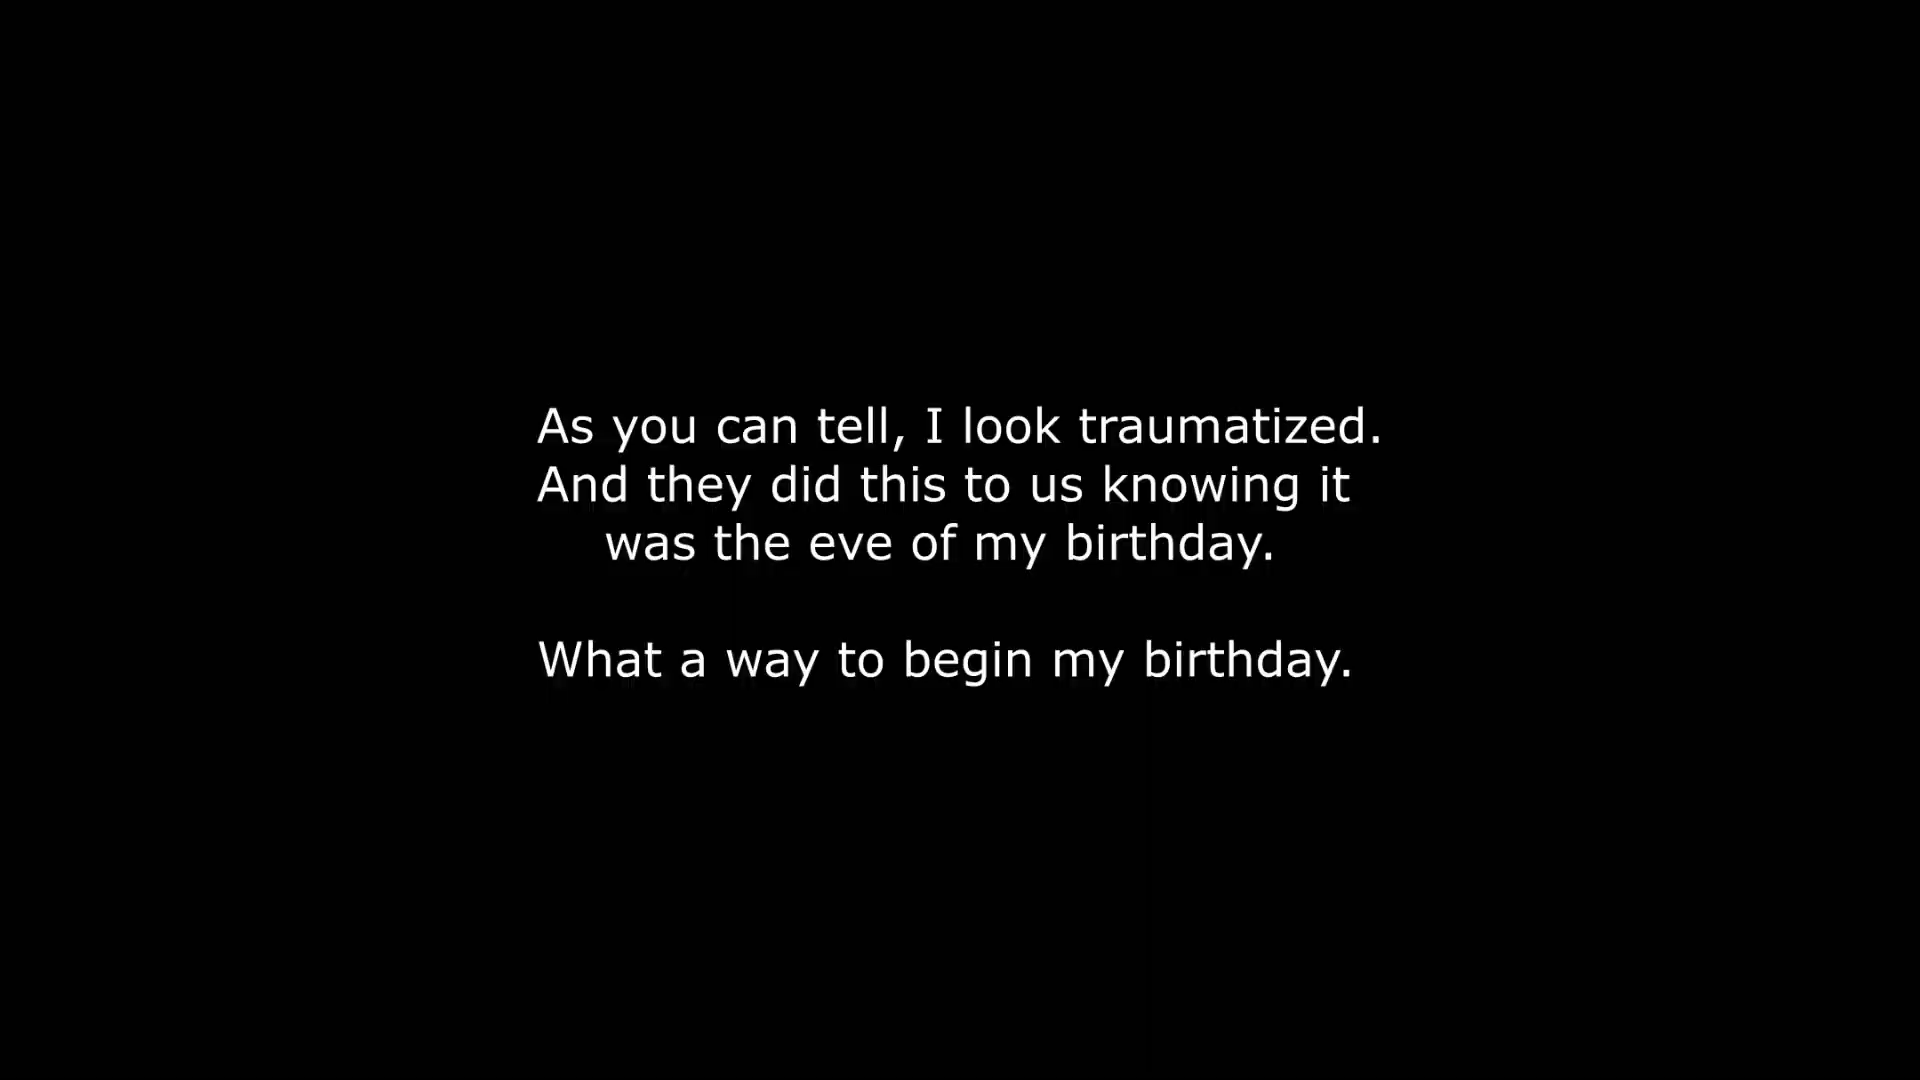 As you can tell, I look traumatized.
And they did this to us knowing it
was the eve of my birthday.
What a way to begin my birthday.